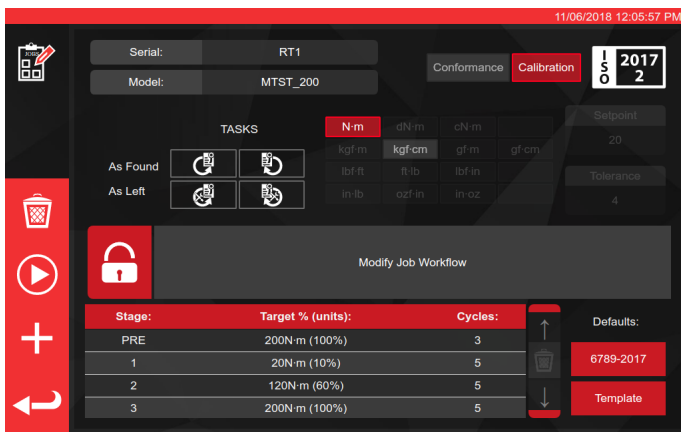 11/06/2018 12:05:57 PM
JOBS
Serial: RT1
Model: MTST_200
Conformance Calibration
ISO 2017 2
TASKS
N·m dN·m cN·m
kgf·m kgf·cm gf·m gf·cm
lbf·ft ft·lb lbf·in
in·lb ozf·in in·oz
Setpoint
20
Tolerance
4
As Found
As Left
Modify Job Workflow
Stage: Target % (units): Cycles:
PRE 200N·m (100%) 3
1 20N·m (10%) 5
2 120N·m (60%) 5
3 200N·m (100%) 5
Defaults:
6789-2017
Template